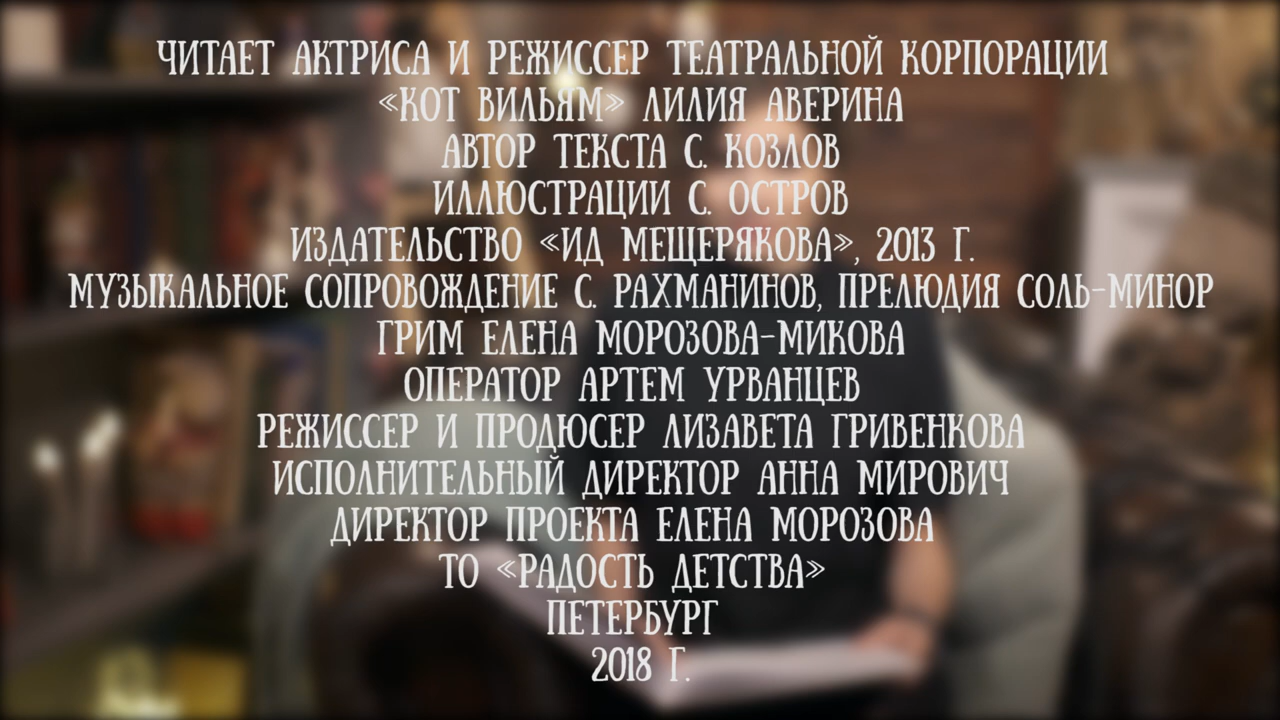 ЧИТАЕТ АКТРИСА И РЕЖИССЕР ТЕАТРАЛЬНОЙ КОРПОРАЦИИ
«КОТ ВИЛЬЯМ» ЛИЛИЯ АВЕРИНА
АВТОР ТЕКСТА С. КОЗЛОВ
ИЛЛЮСТРАЦИИ С. ОСТРОВ
ИЗДАТЕЛЬСТВО «ИД МЕЩЕРЯКОВА», 2013 Г.
МУЗЫКАЛЬНОЕ СОПРОВОЖДЕНИЕ С. РАХМАНИНОВ, ПРЕЛЮДИЯ СОЛЬ-МИНОР
ГРИМ ЕЛЕНА МОРОЗОВА-МИКОВА
ОПЕРАТОР АРТЕМ УРВАНЦЕВ
РЕЖИССЕР И ПРОДЮСЕР ЛИЗАВЕТА ГРИВЕНКОВА
ИСПОЛНИТЕЛЬНЫЙ ДИРЕКТОР АННА МИРОВИЧ
ДИРЕКТОР ПРОЕКТА ЕЛЕНА МОРОЗОВА
ТО «РАДОСТЬ ДЕТСТВА»
ПЕТЕРБУРГ
2018 Г.